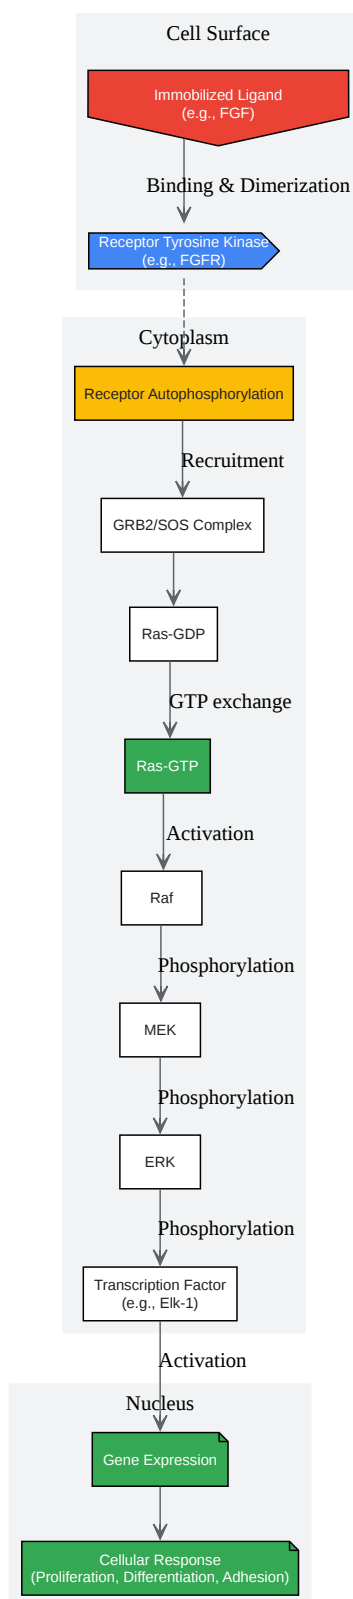 Cell Surface
Immobilized Ligand
(e.g., FGF)
Binding & Dimerization
Receptor Tyrosine Kinase
(e.g., FGFR)
Cytoplasm
Receptor Autophosphorylation
Recruitment
GRB2/SOS Complex
Ras-GDP
GTP exchange
Ras-GTP
Activation
Raf
Phosphorylation
MEK
Phosphorylation
ERK
Phosphorylation
Transcription Factor
(e.g., Elk-1)
Activation
Nucleus
Gene Expression
Cellular Response
(Proliferation, Differentiation, Adhesion)